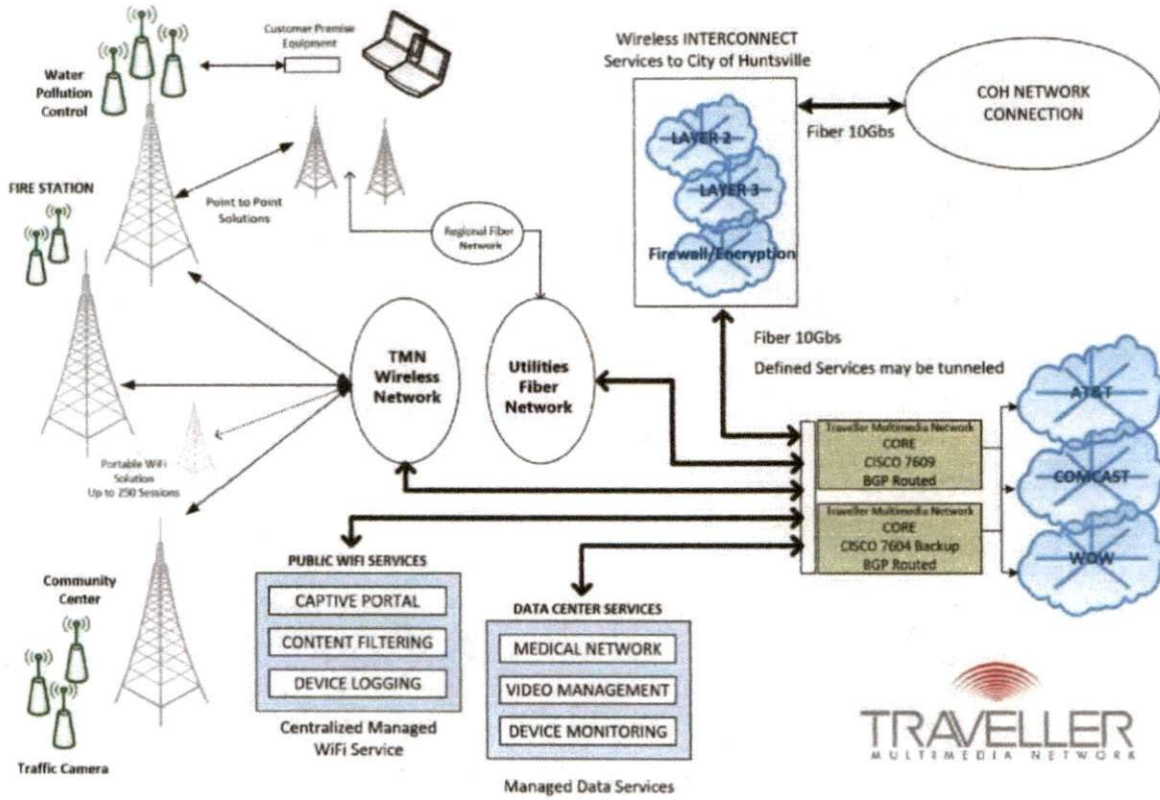 Customer Premise
Equipment
Water
Pollution
Control
FIRE STATION
Point to Point
Solutions
Regional Fiber
Network
Wireless INTERCONNECT
Services to City of Huntsville
LAYER 2
LAYER 3
Firewall/Encryption
Fiber 10Gbs
COH NETWORK
CONNECTION
TMN
Wireless
Network
Utilities
Fiber
Network
Fiber 10Gbs
Defined Services may be tunneled
Portable WiFi
Solution
Up to 250 Sessions
Traveller Multimedia Network
CORE
CISCO 7609
BGP Routed
Traveller Multimedia Network
CORE
CISCO 7604 Backup
BGP Routed
AT&T
COMCAST
WOW
Community
Center
Traffic Camera
PUBLIC WIFI SERVICES
CAPTIVE PORTAL
CONTENT FILTERING
DEVICE LOGGING
Centralized Managed
WiFi Service
DATA CENTER SERVICES
MEDICAL NETWORK
VIDEO MANAGEMENT
DEVICE MONITORING
Managed Data Services
TRAVELLER
MULTIMEDIA NETWORK